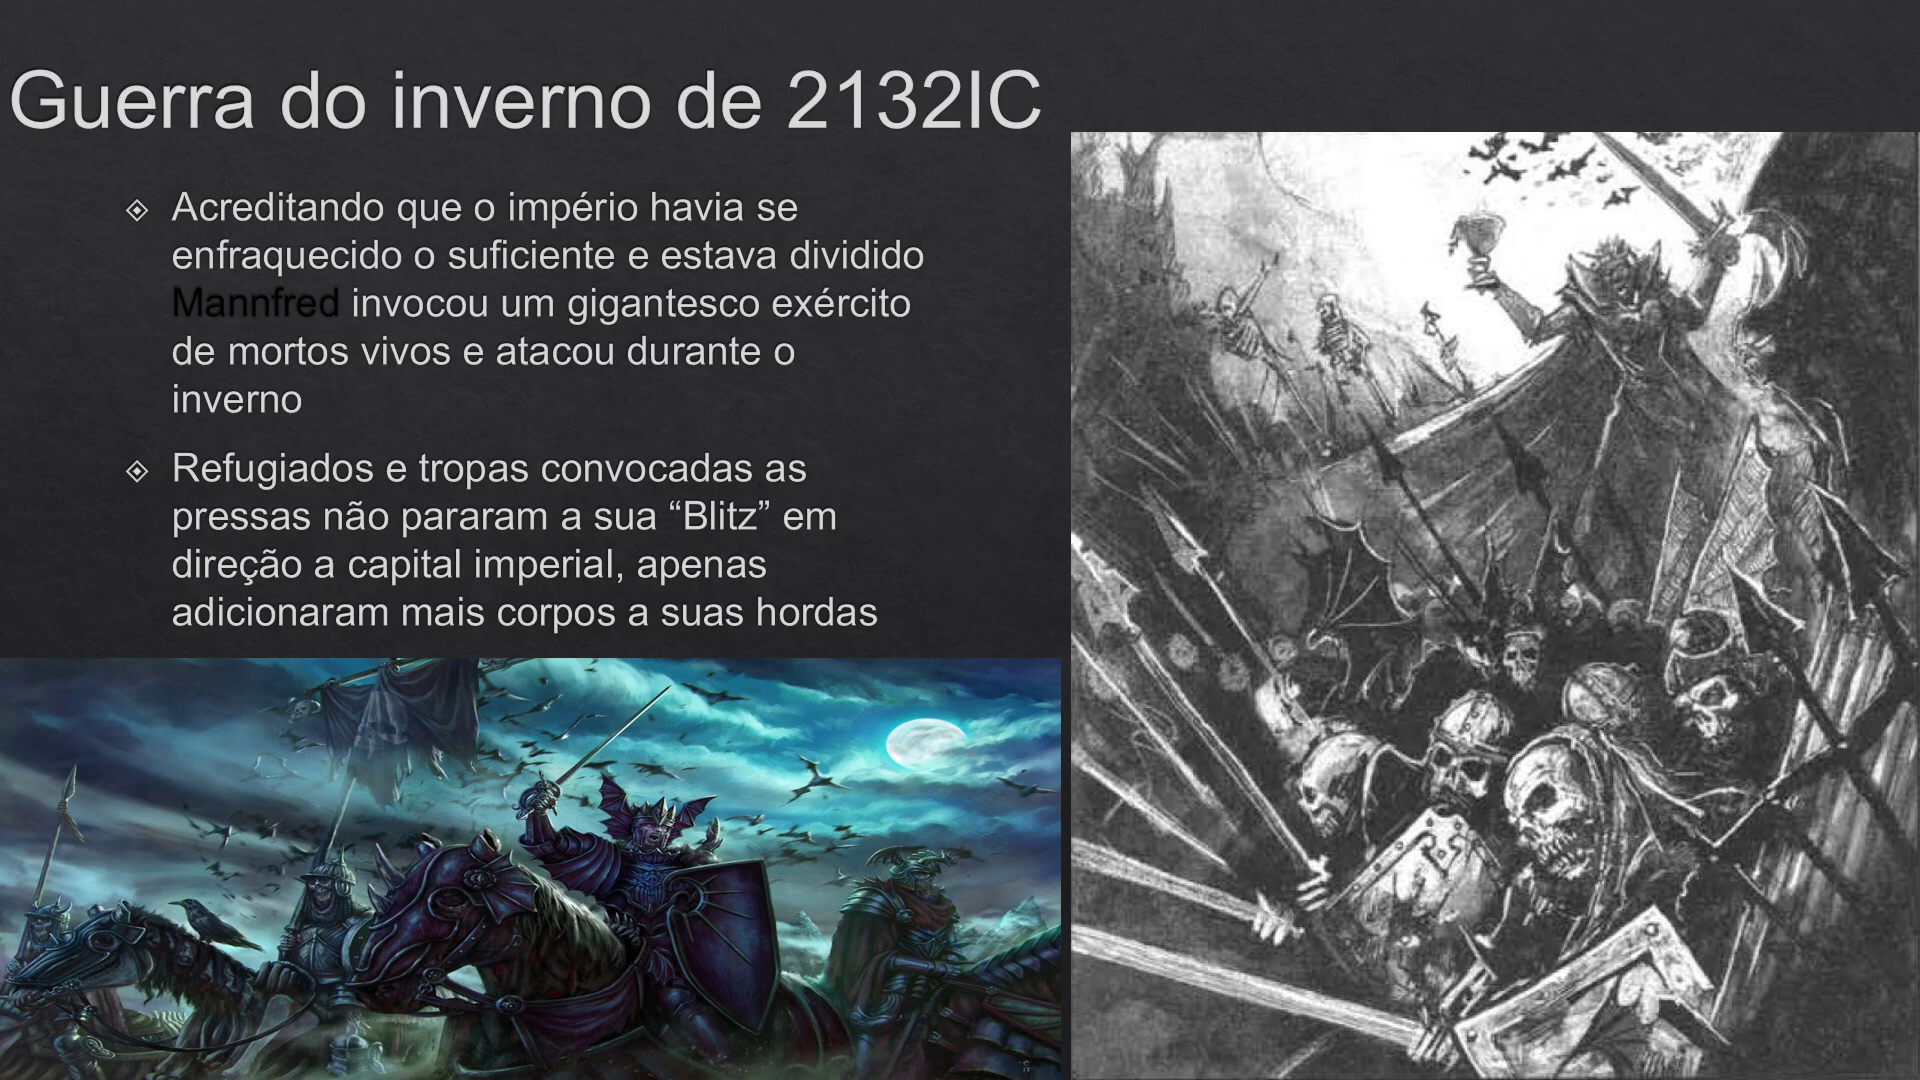 Guerra do inverno de 2132IC
Acreditando que o império havia se
enfraquecido o suficiente e estava dividido
Mannfred invocou um gigantesco exército
de mortos vivos e atacou durante o
inverno
Refugiados e tropas convocadas as
pressas não pararam a sua “Blitz” em
direção a capital imperial, apenas
adicionaram mais corpos a suas hordas